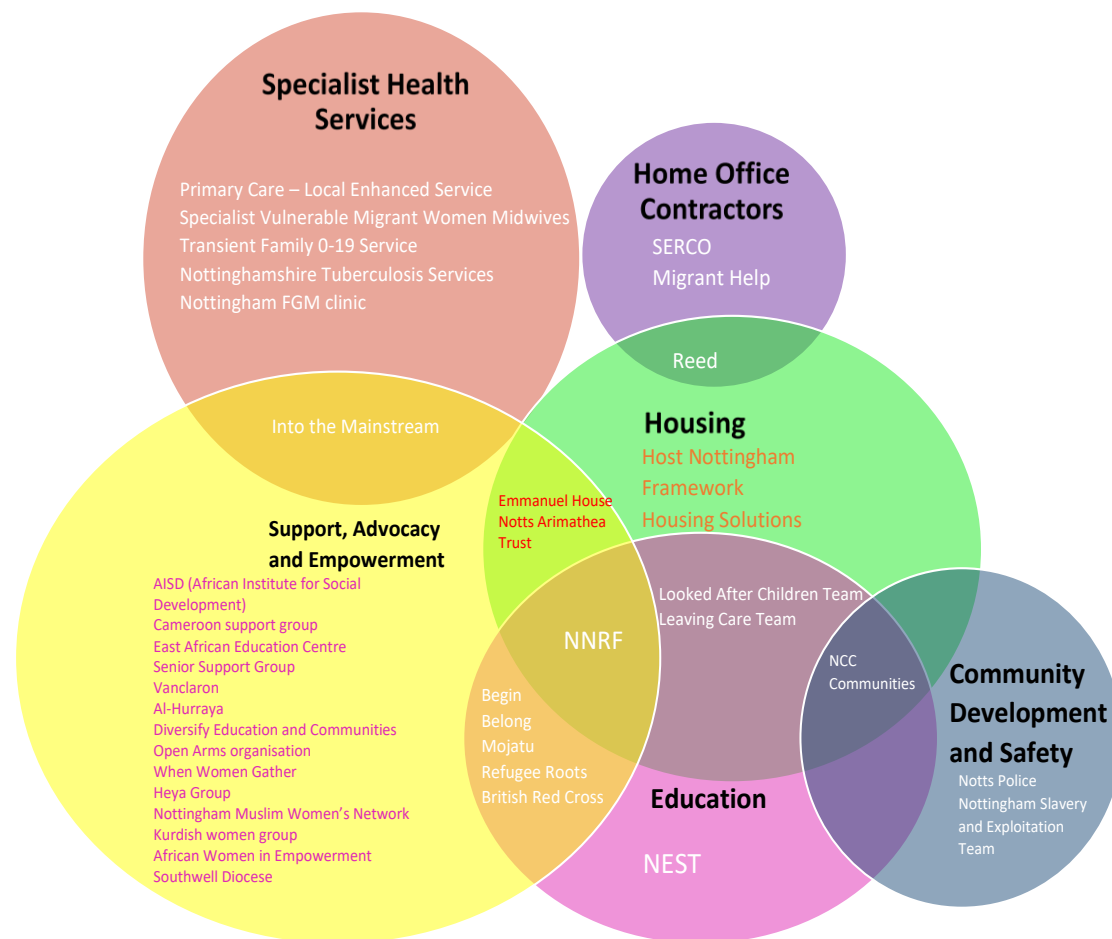 Specialist Health
Services
Primary Care – Local Enhanced Service
Specialist Vulnerable Migrant Women Midwives
Transient Family 0-19 Service
Nottinghamshire Tuberculosis Services
Nottingham FGM clinic
Home Office
Contractors
SERCO
Migrant Help
Reed
Into the Mainstream
Housing
Host Nottingham
Framework
Housing Solutions
Emmanuel House
Notts Arimathea
Trust
Support, Advocacy
and Empowerment
AISD (African Institute for Social
Development)
Cameroon support group
East African Education Centre
Senior Support Group
Vanclaron
Al-Hurraya
Diversify Education and Communities
Open Arms organisation
When Women Gather
Heya Group
Nottingham Muslim Women’s Network
Kurdish women group
African Women in Empowerment
Southwell Diocese
NNRF
Looked After Children Team
Leaving Care Team
Begin
Belong
Mojatu
Refugee Roots
British Red Cross
NCC
Communities
Community
Development
and Safety
Notts Police
Nottingham Slavery
and Exploitation
Team
Education
NEST